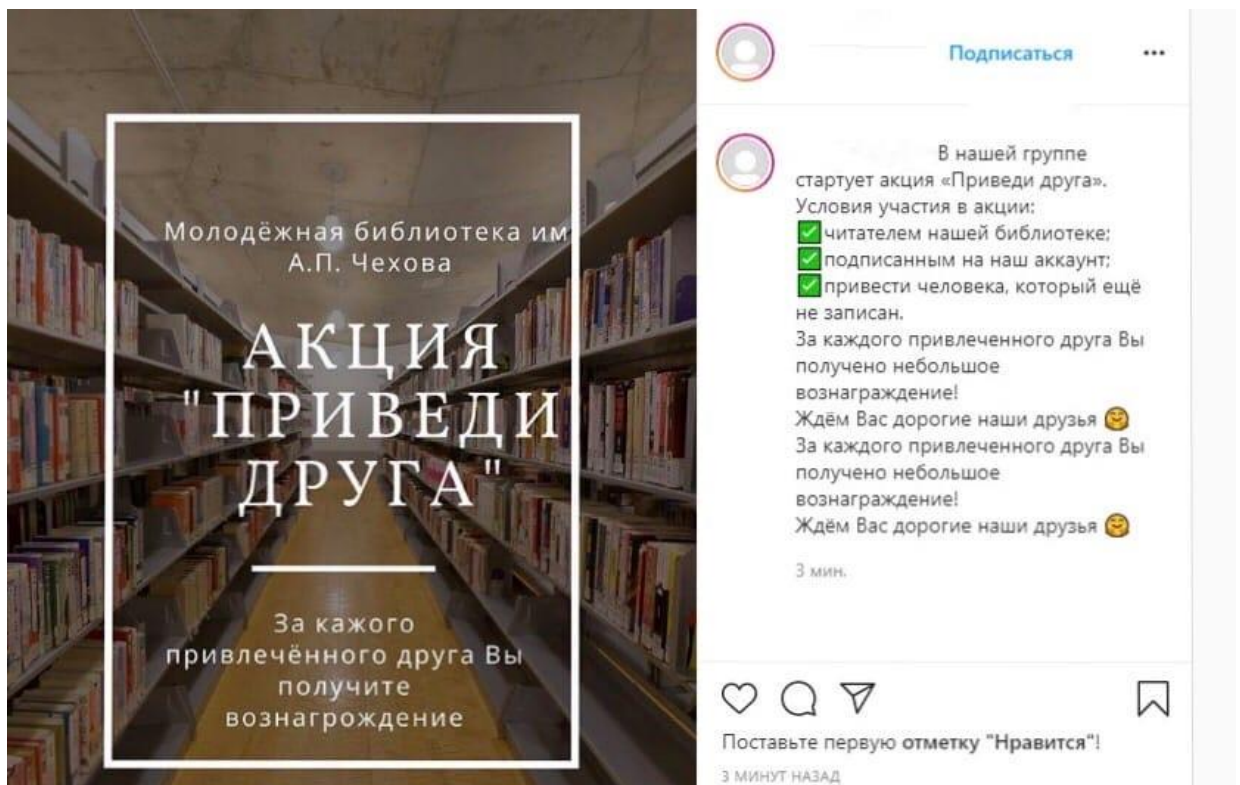 Молодёжная библиотека им
А.П. Чехова
АКЦИЯ
"ПРИВЕДИ
ДРУГА"
За кажого
привлечённого друга Вы
получите
вознагрождение
Подписаться
В нашей группе
стартует акция «Приведи друга».
Условия участия в акции:
✅читателем нашей библиотеке;
✅подписанным на наш аккаунт;
✅привести человека, который ещё
не записан.
За каждого привлеченного друга Вы
получено небольшое
вознаграждение!
Ждём Вас дорогие наши друзья 🤗
За каждого привлеченного друга Вы
получено небольшое
вознаграждение!
Ждём Вас дорогие наши друзья 🤗
3 мин.
Поставьте первую отметку "Нравится"!
3 МИНУТ НАЗАД